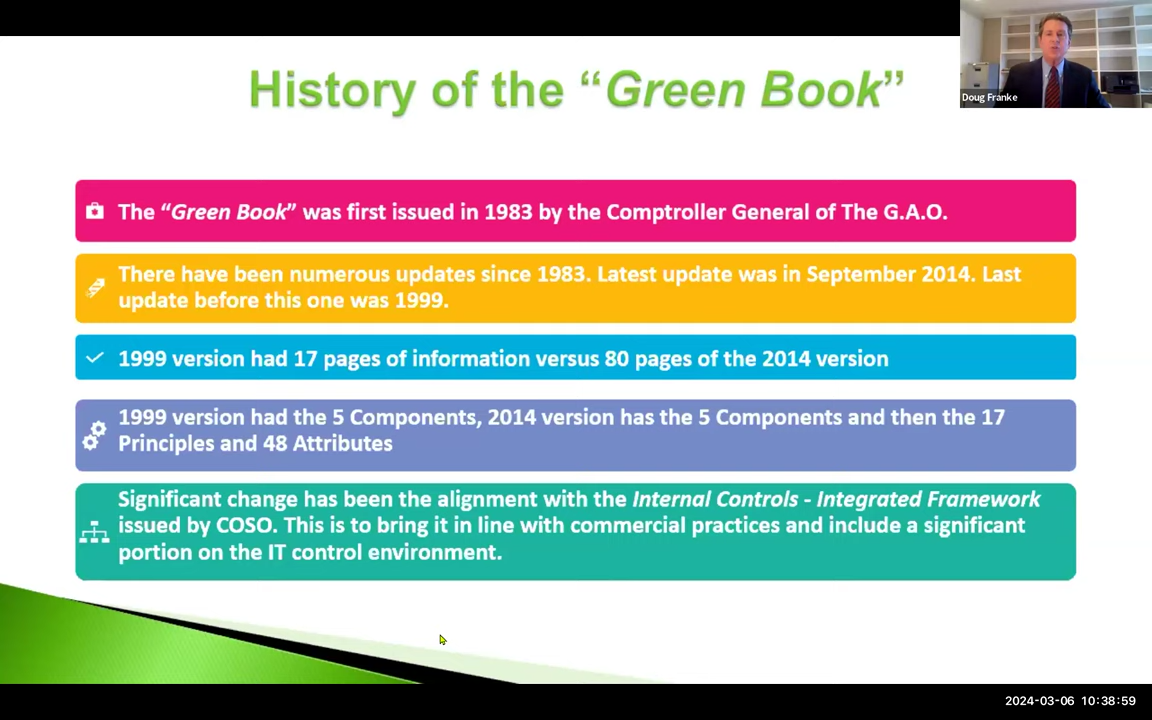 History of the “Green Book”
Doug Franke
The “Green Book” was first issued in 1983 by the Comptroller General of The G.A.O.
There have been numerous updates since 1983. Latest update was in September 2014. Last
update before this one was 1999.
1999 version had 17 pages of information versus 80 pages of the 2014 version
1999 version had the 5 Components, 2014 version has the 5 Components and then the 17
Principles and 48 Attributes
Significant change has been the alignment with the Internal Controls - Integrated Framework
issued by COSO. This is to bring it in line with commercial practices and include a significant
portion on the IT control environment.
2024-03-06 10:38:59